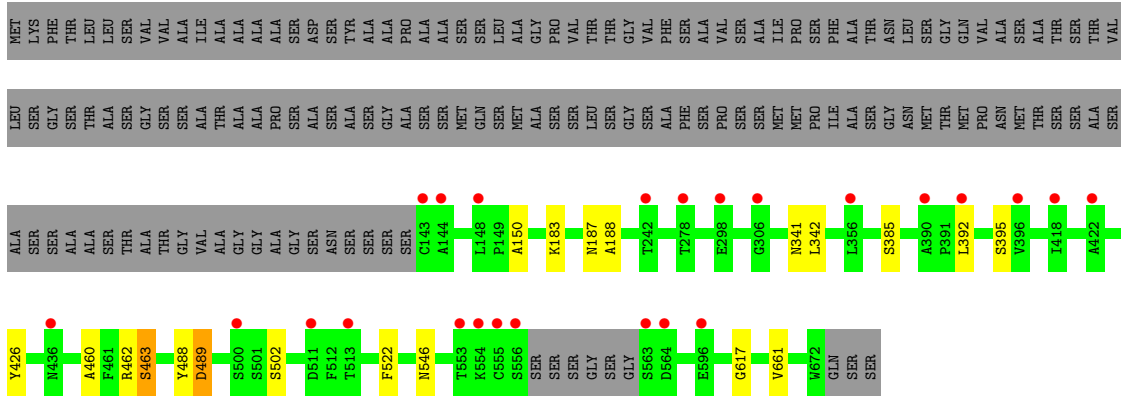 MET LYS PHE THR LEU LEU SER VAL VAL ALA ILE ALA ALA ALA ALA SER ASP SER TYR ALA ALA PRO ALA ALA SER SER LEU ALA GLY PRO VAL THR THR GLY VAL PHE SER ALA VAL SER ALA ILE PRO SER PHE ALA THR ASN LEU SER GLY GLN VAL ALA SER ALA THR SER THR VAL
LEU SER GLY SER THR ALA SER GLY SER SER ALA THR ALA ALA PRO SER ALA SER ALA SER GLY ALA SER SER MET GLN SER MET ALA SER SER LEU SER GLY SER ALA PHE SER PRO SER SER MET MET PRO ILE ALA SER GLY ASN MET THR MET PRO ASN MET THR SER SER ALA SER
ALA SER SER ALA ALA SER THR ALA THR GLY VAL ALA GLY GLY ALA GLY SER ASN SER SER SER SER C143 A144 L148 P149 A150 K183 N187 A188 T242 T278 E298 G306 N341 L342 L356 S385 A390 P391 L392 S395 V396 I418 A422
Y426 N436 A460 F461 R462 S463 Y488 D489 S500 S501 S502 D511 F512 T513 F522 N546 T553 K554 C555 S556 SER SER SER GLY SER GLY S563 D564 E596 G617 V661 W672 GLN SER SER